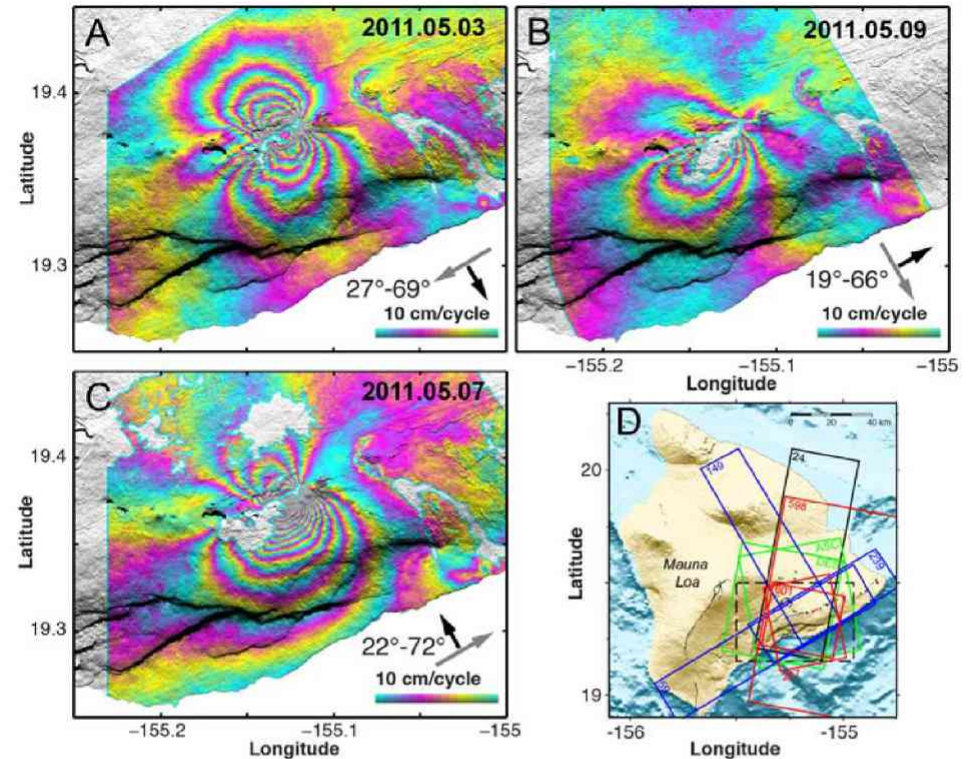 A
2011.05.03
19.4
19.3
Latitude
27°-69°
10 cm/cycle
B
2011.05.09
19°-66°
10 cm/cycle
−155.2
−155.1
−155
Longitude
C
2011.05.07
19.4
19.3
Latitude
22°-72°
10 cm/cycle
−155.2
−155.1
−155
Longitude
D
0
20
40 km
20
19
Latitude
149
24
598
239
Mauna
Loa
-156
-155
Longitude